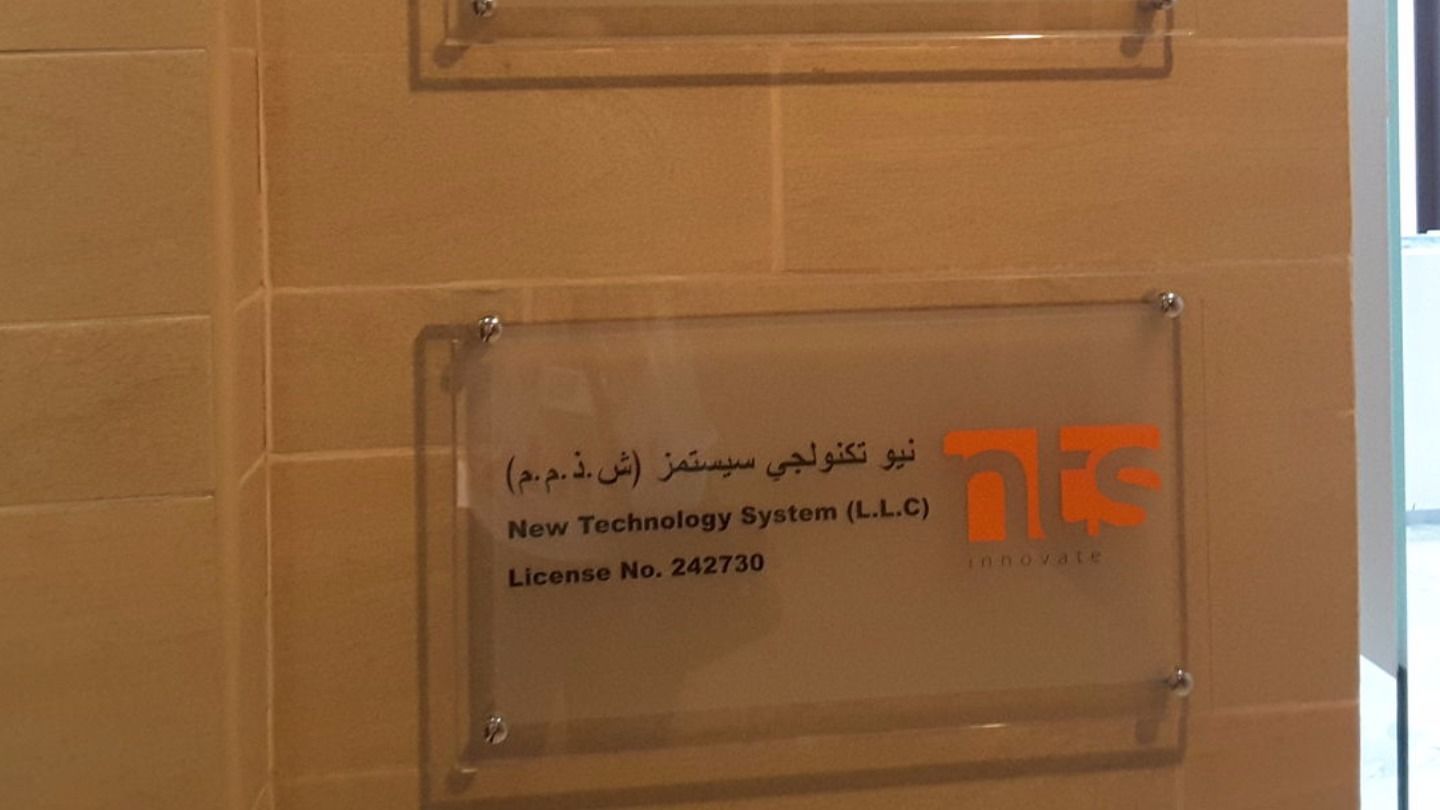 نيو تكنولجي سيستمز (ش.ذ.م.م)
New Technology System (L.L.C)
License No. 242730
nts
innovate